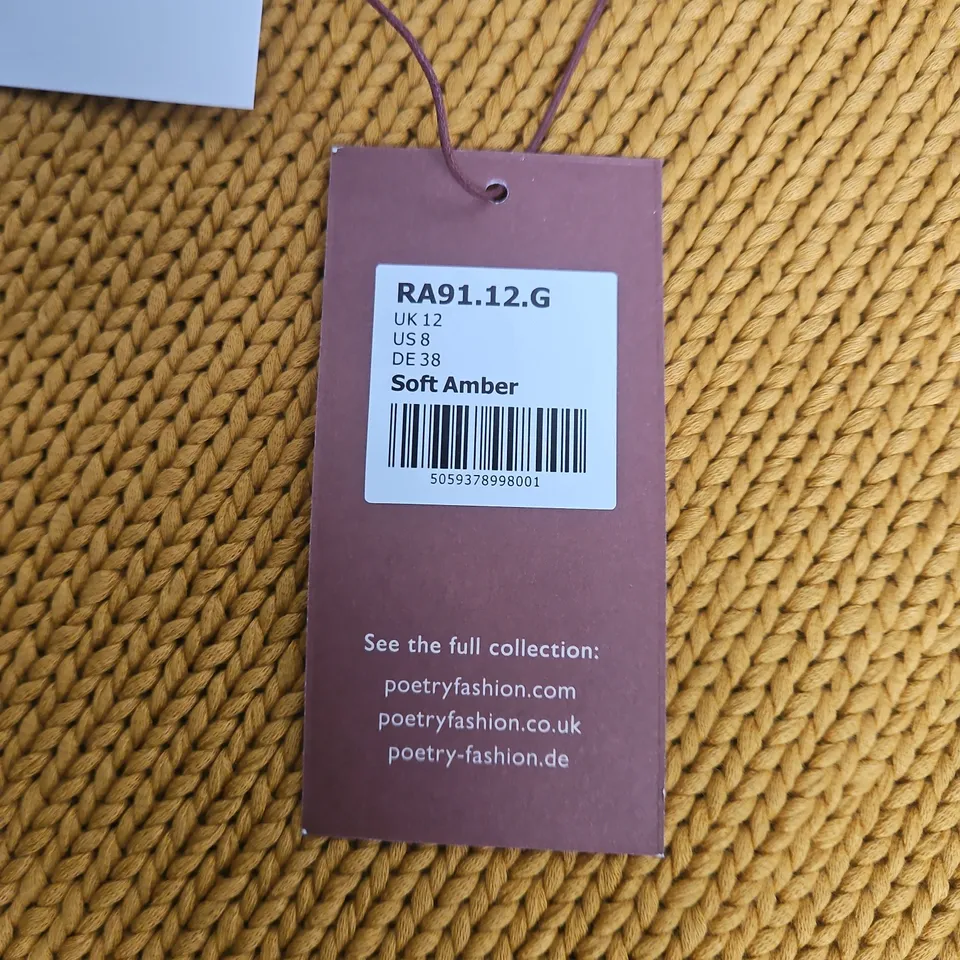 RA91.12.G
UK 12
US 8
DE 38
Soft Amber
5059378998001
See the full collection:
poetryfashion.com
poetryfashion.co.uk
poetry-fashion.de